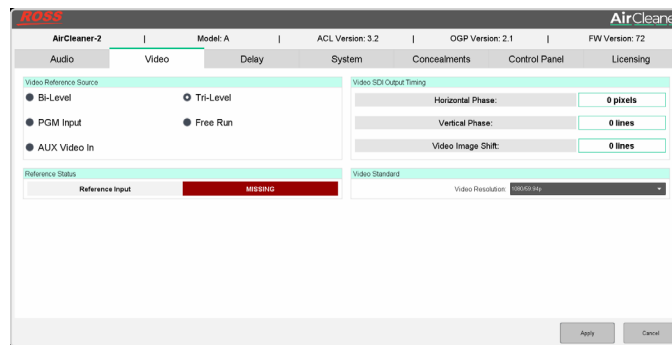 ROSS
AirCleane
AirCleaner-2 | Model: A | ACL Version: 3.2 | OGP Version: 2.1 | FW Version: 72
Audio Video Delay System Concealments Control Panel Licensing
Video Reference Source
Bi-Level Tri-Level
PGM Input Free Run
AUX Video In
Video SDI Output Timing
Horizontal Phase: 0 pixels
Vertical Phase: 0 lines
Video Image Shift: 0 lines
Reference Status
Reference Input MISSING
Video Standard
Video Resolution: 1080/59.94p
Apply Cancel